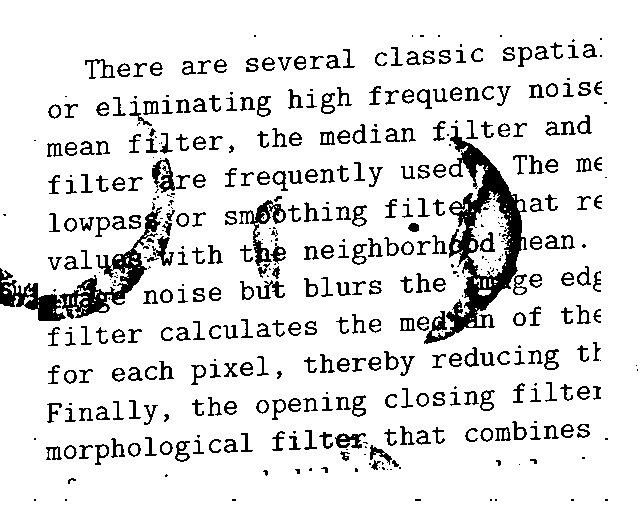 There are several classic spatia
or eliminating high frequency noise
mean filter, the median filter and
filter are frequently used The me
lowpass or smoothing filter that re
values with the neighborhood mean.
image noise but blurs the image edg
filter calculates the median of the
for each pixel, thereby reducing th
Finally, the opening closing filter
morphological filter that combines